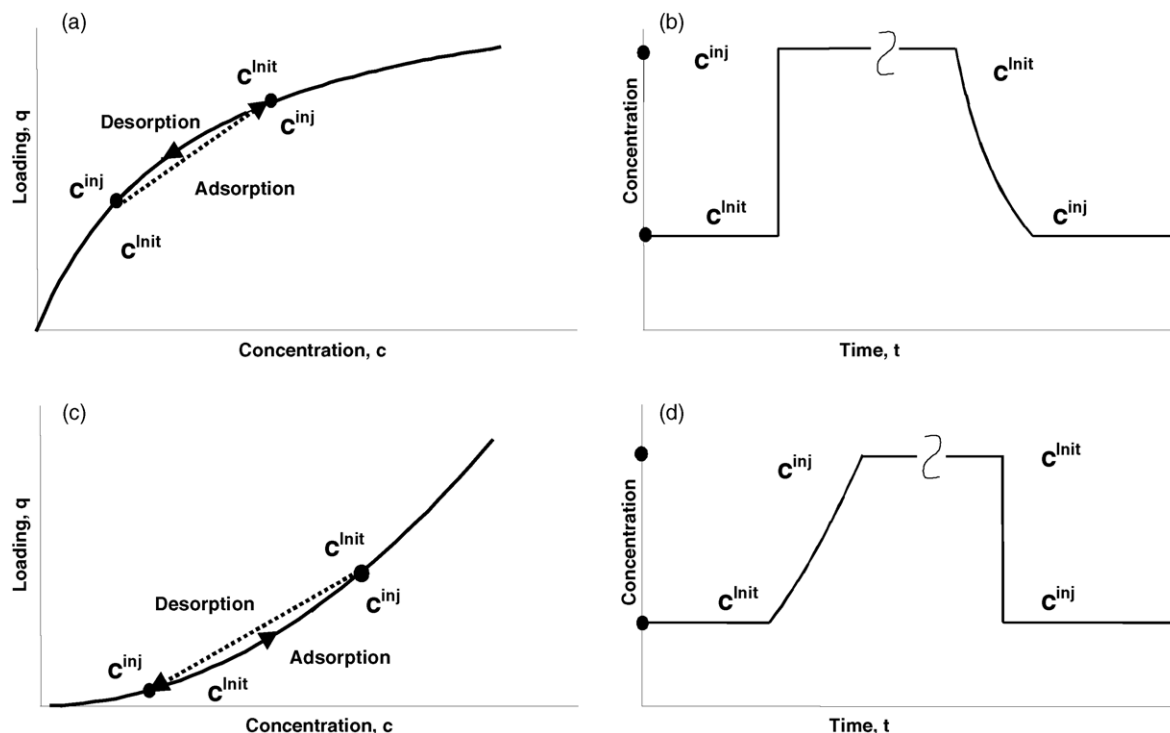 (a)
Loading, q
C^Init
Desorption
C^inj
C^inj
Adsorption
C^Init
Concentration, c
(b)
Concentration
C^inj
C^Init
C^Init
C^inj
Time, t
(c)
Loading, q
C^Init
Desorption
C^inj
C^inj
Adsorption
C^Init
Concentration, c
(d)
Concentration
C^inj
C^Init
C^Init
C^inj
Time, t